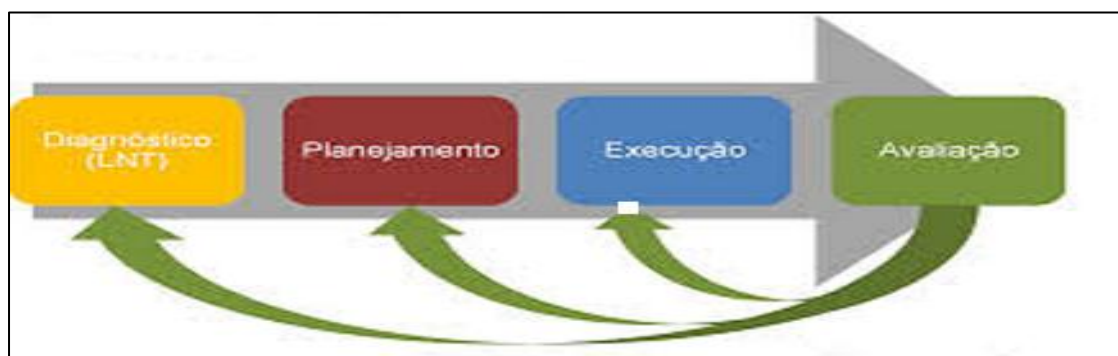 Diagnóstico
(LNT)
Planejamento
Execução
Avaliação